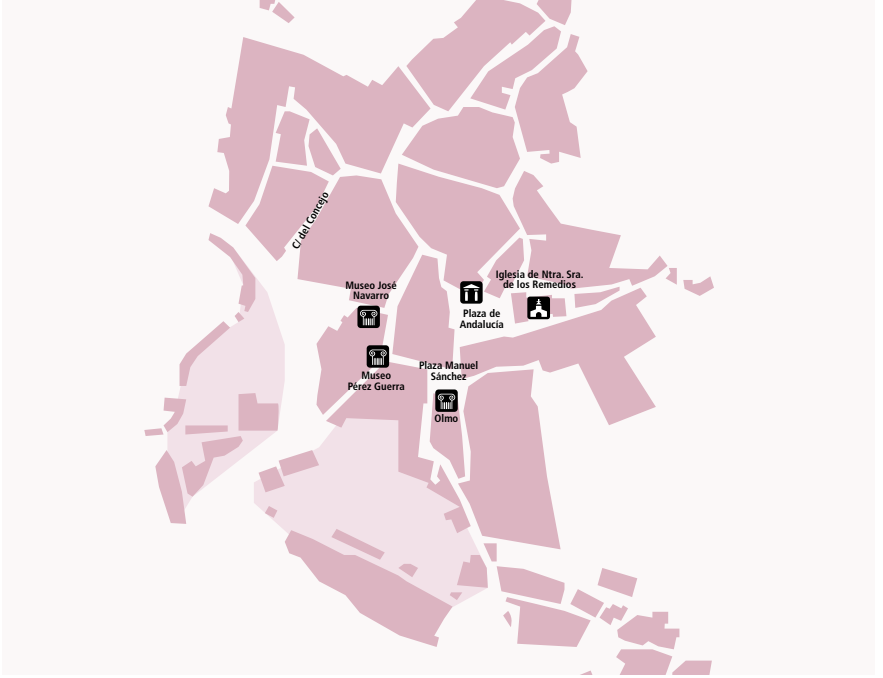 C/ del Concejo
Iglesia de Ntra. Sra.
de los Remedios
Museo José
Navarro
Plaza de
Andalucía
Plaza Manuel
Sánchez
Museo
Pérez Guerra
Olmo